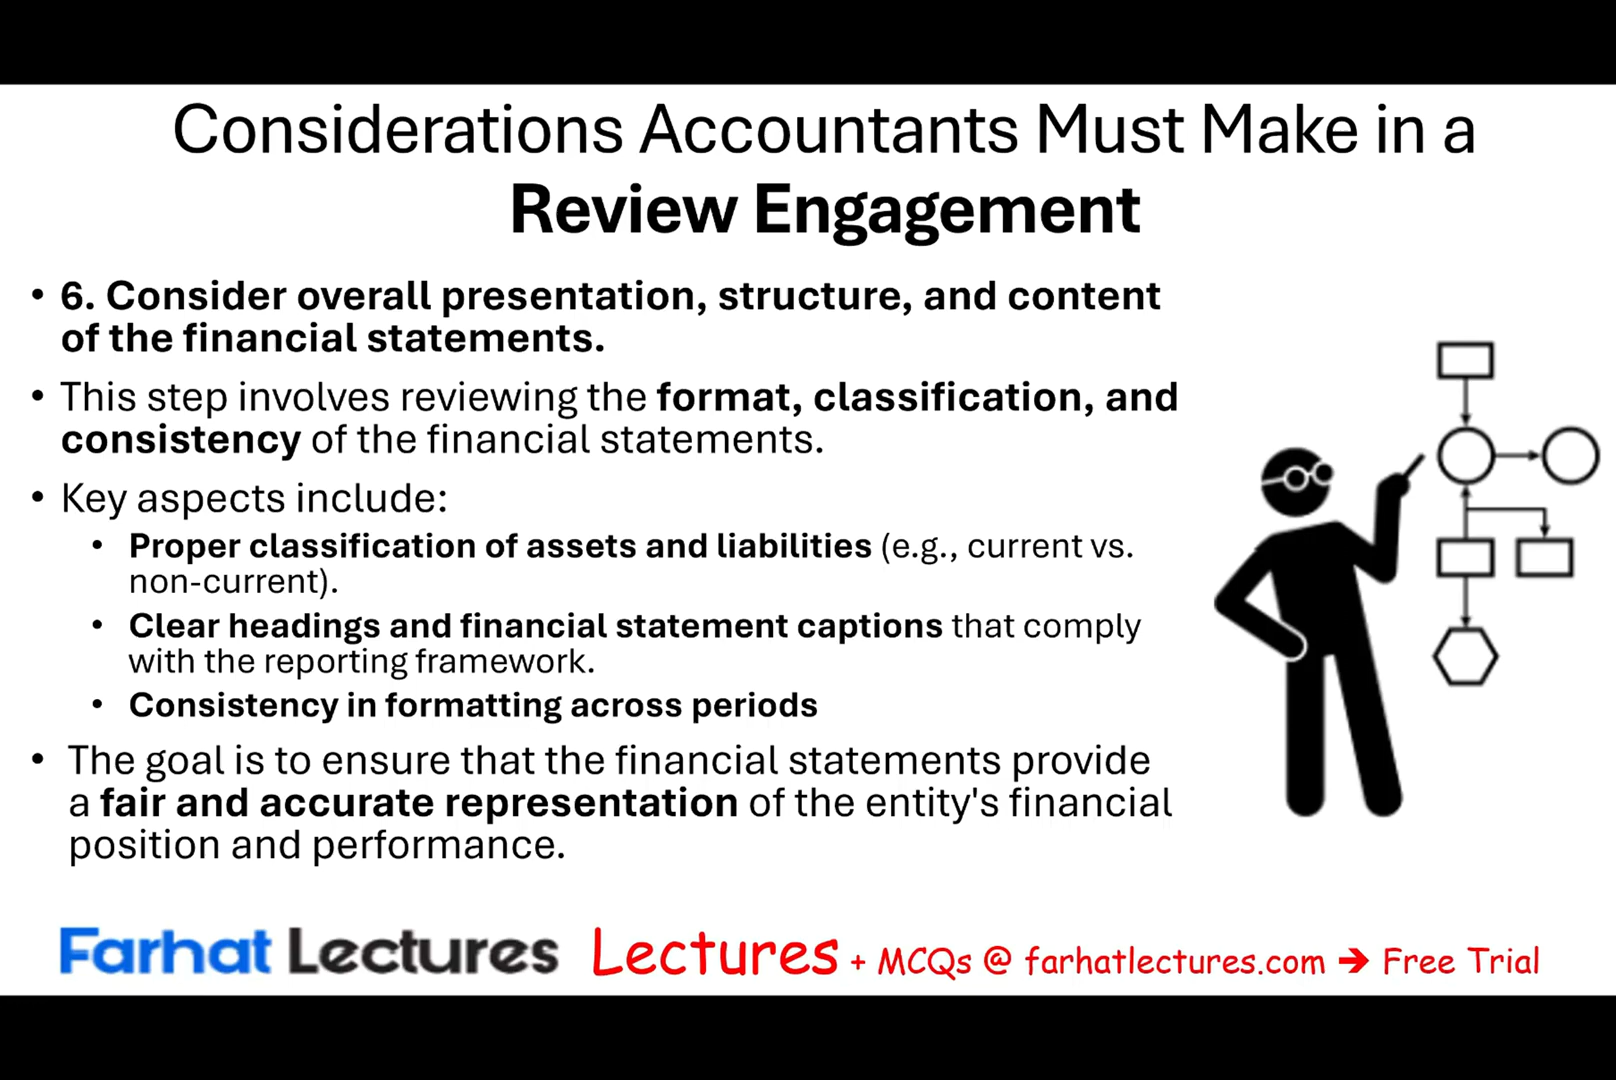 Considerations Accountants Must Make in a
Review Engagement
• 6. Consider overall presentation, structure, and content
of the financial statements.
• This step involves reviewing the format, classification, and
consistency of the financial statements.
• Key aspects include:
• Proper classification of assets and liabilities (e.g., current vs.
non-current).
• Clear headings and financial statement captions that comply
with the reporting framework.
• Consistency in formatting across periods
• The goal is to ensure that the financial statements provide
a fair and accurate representation of the entity's financial
position and performance.
Farhat Lectures Lectures + MCQs @ farhatlectures.com ➔ Free Trial